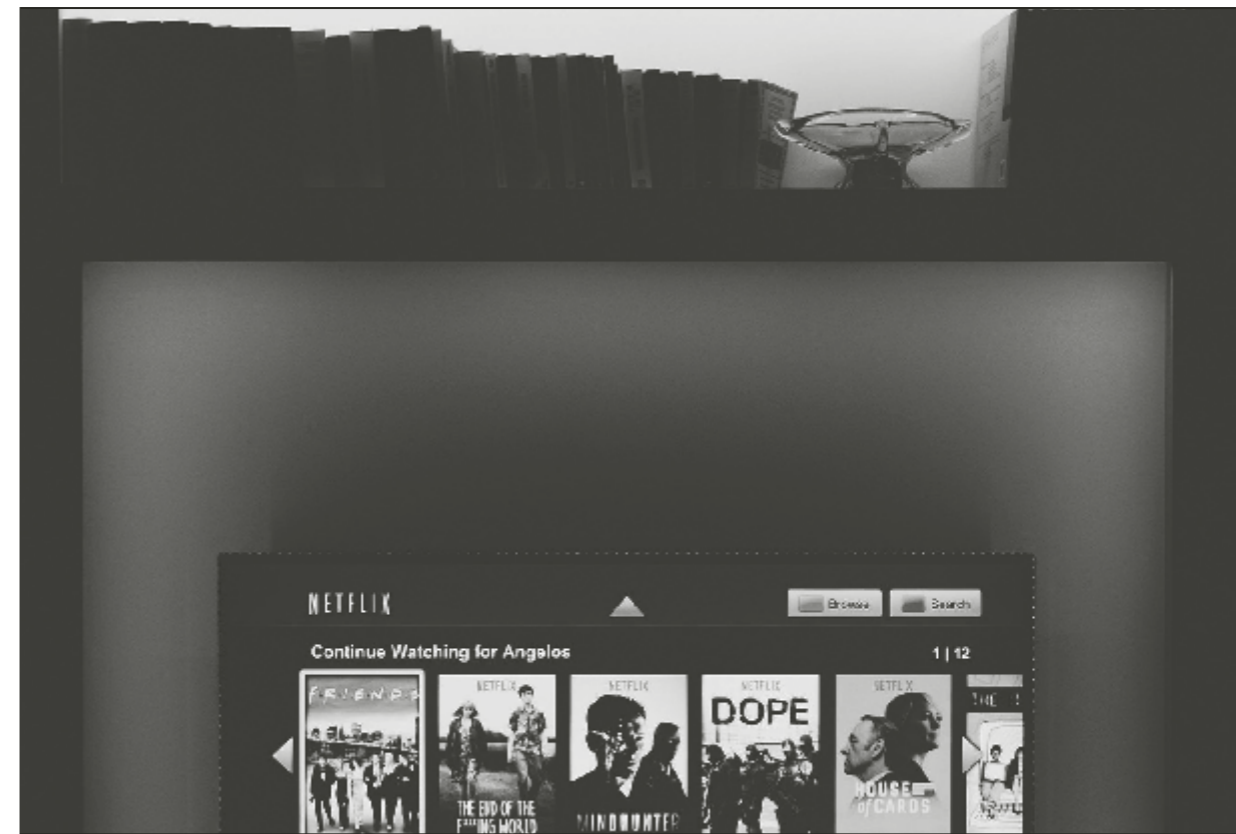 NETFLIX
Browse Search
Continue Watching for Angelos
1 | 12
FRIENDS
NETFLIX
THE END OF THE
F***ING WORLD
NETFLIX
MINDHUNTER
NETFLIX
DOPE
NETFLIX
HOUSE
of CARDS
THE